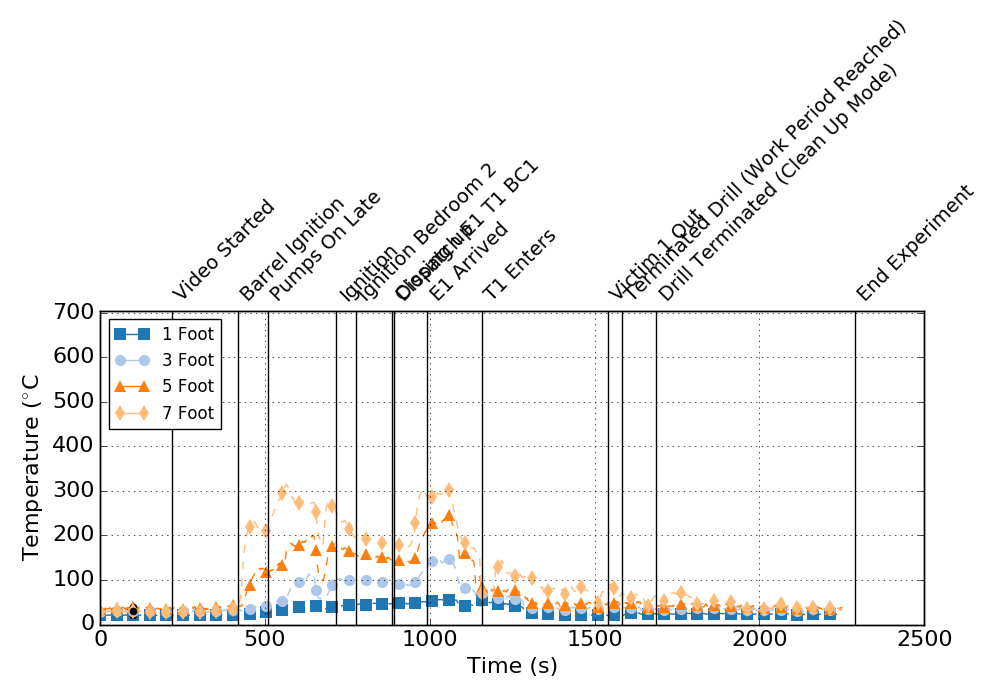 Video Started
Barrel Ignition
Pumps On Late
Ignition
Ignition Bedroom 2
Dispatch E1 T1 BC1
E1 Arrived
T1 Enters
Victim 1 Out
Terminated Drill (Work Period Reached)
Drill Terminated (Clean Up Mode)
End Experiment
700
600
500
400
300
200
100
0
Temperature (°C
1 Foot
3 Foot
5 Foot
7 Foot
0
500
1000
1500
2000
2500
Time (s)